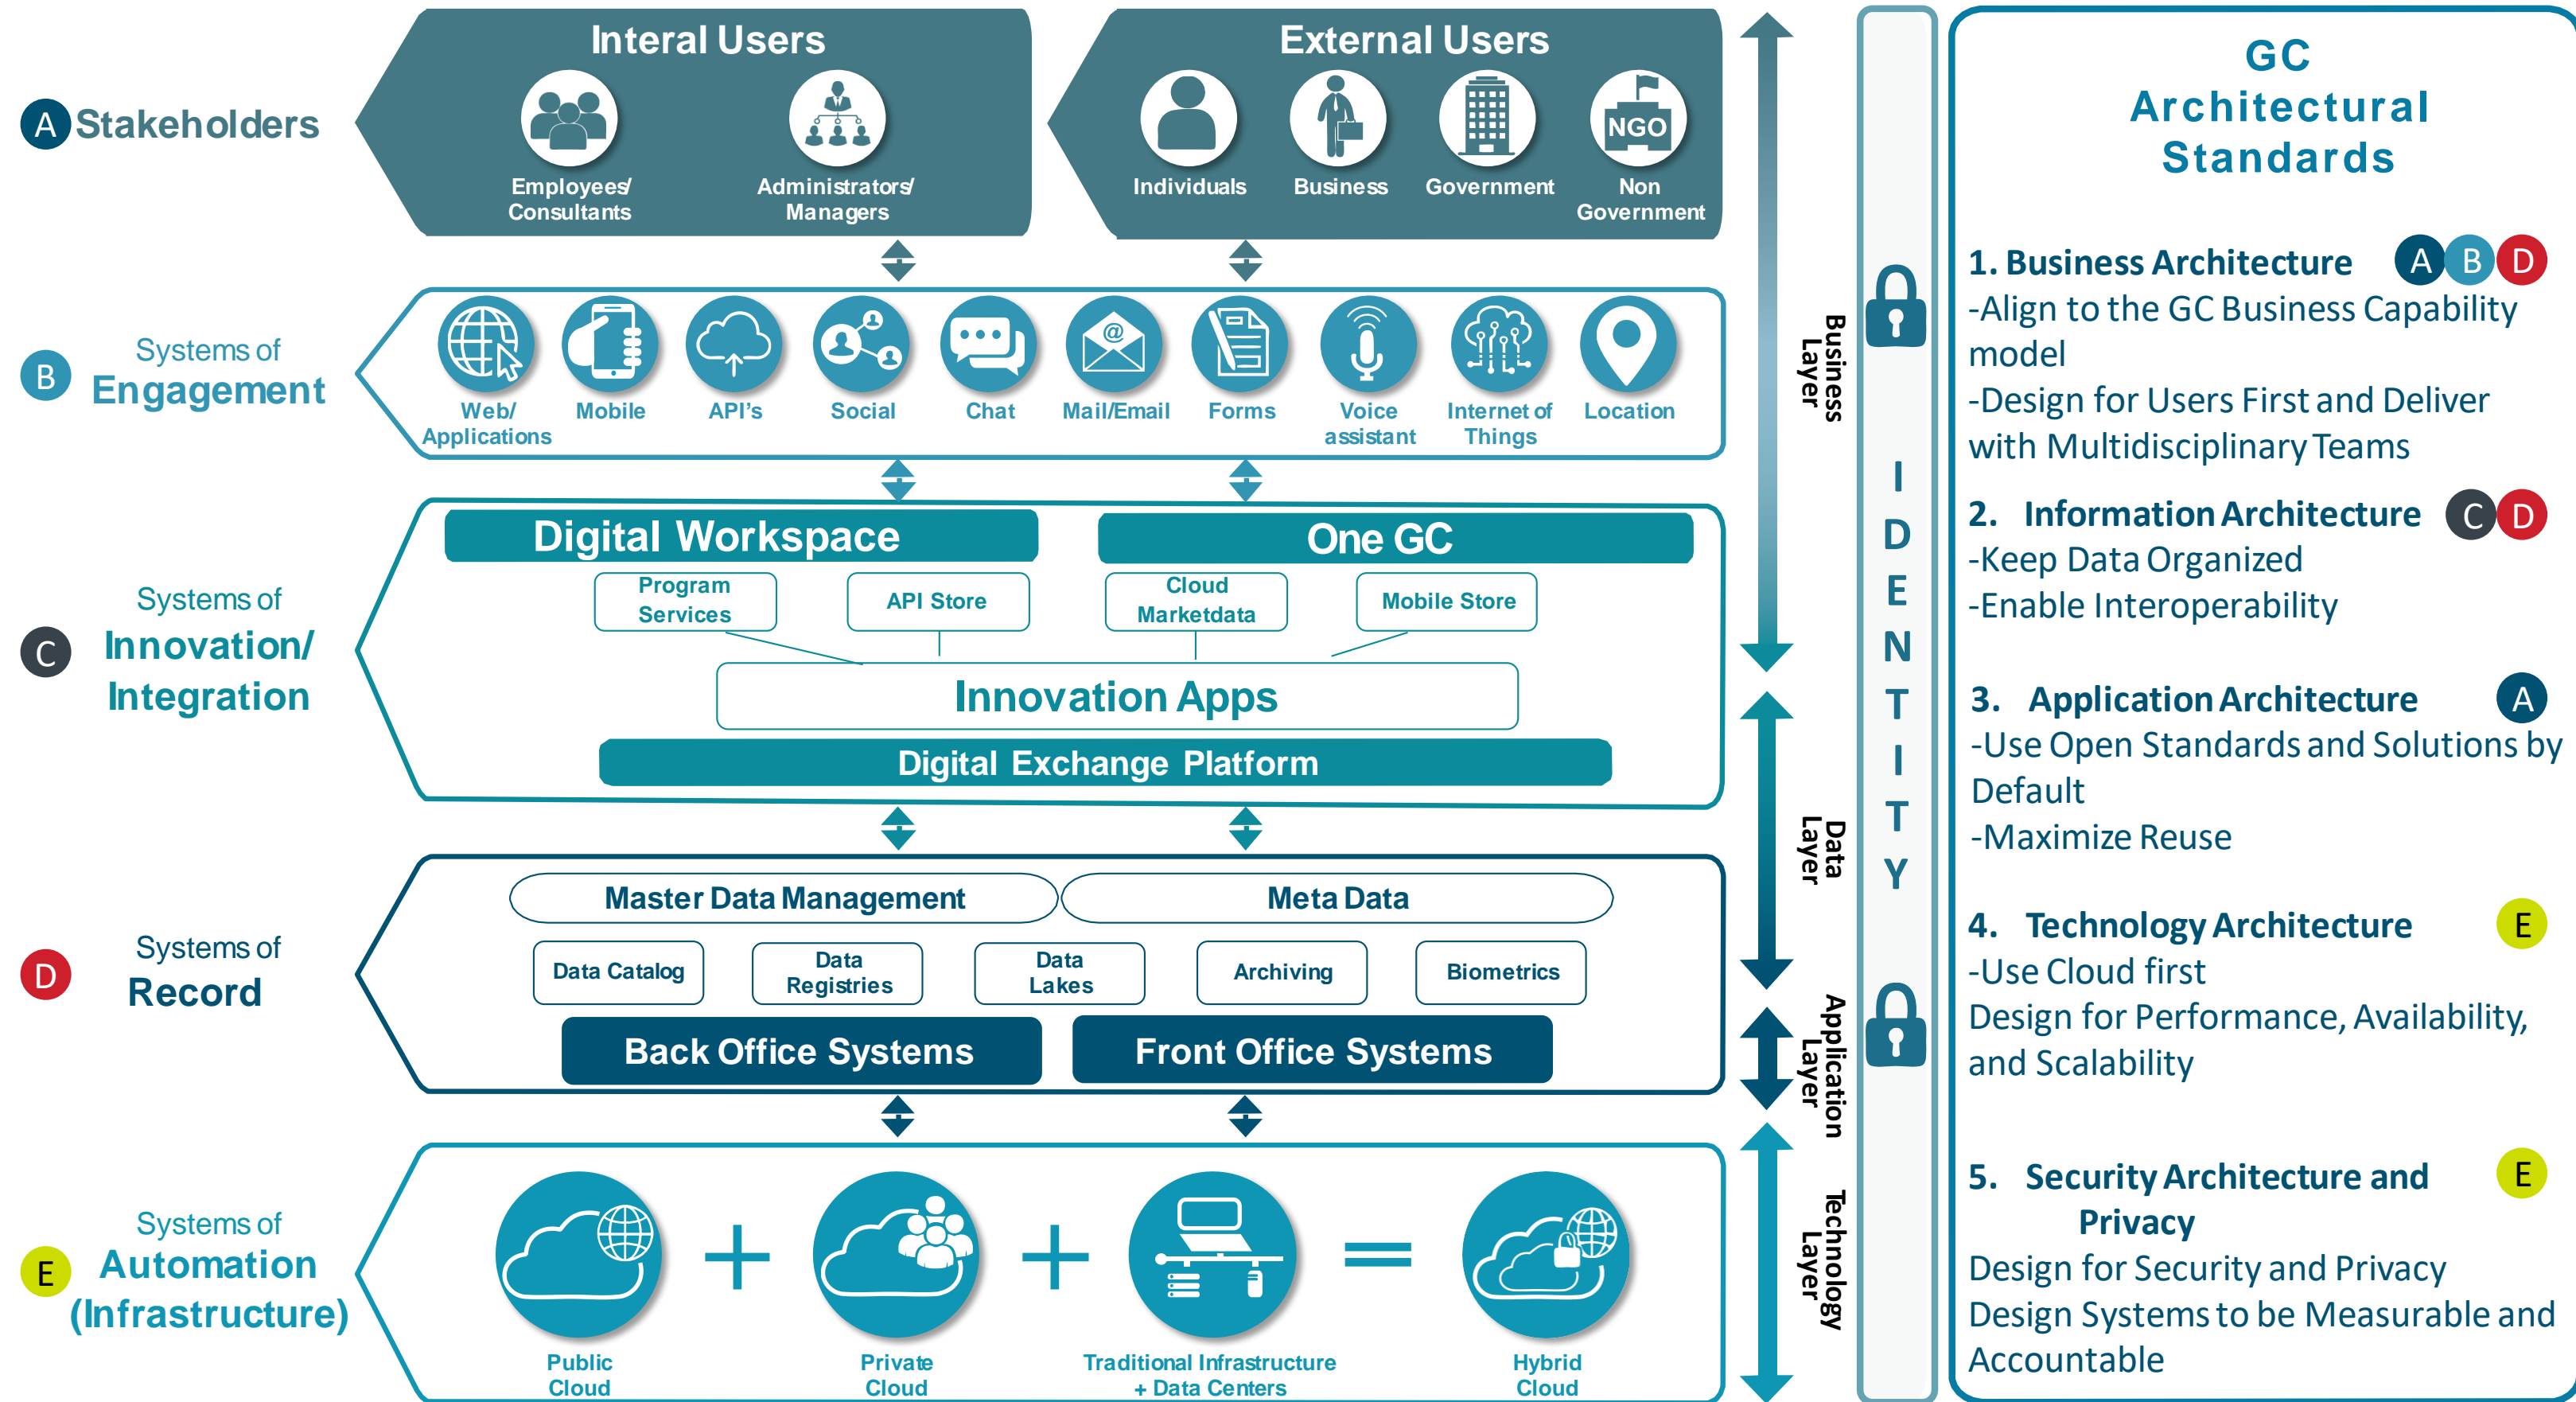 Interal Users
External Users
A Stakeholders
NGO
Employees/
Consultants
Administrators/
Managers
Individuals
Business
Government
Non
Government
B
Systems of
Engagement
@
Web/
Applications
Mobile
API's
Social
Chat
Mail/Email
Forms
Voice
assistant
Internet of
Things
Location
C
Systems of
Innovation/
Integration
Digital Workspace
One GC
Program
Services
API Store
Cloud
Marketdata
Mobile Store
Innovation Apps
Digital Exchange Platform
D
Systems of
Record
Master Data Management
Meta Data
Data Catalog
Data
Registries
Data
Lakes
Archiving
Biometrics
Back Office Systems
Front Office Systems
E
Systems of
Automation
(Infrastructure)
+
+
=
Public
Cloud
Private
Cloud
Traditional Infrastructure
+ Data Centers
Hybrid
Cloud
Business
Layer
Data
Layer
Application
Layer
Technology
Layer
IDENTITY
GC
Architectural
Standards
1. Business Architecture A B D
-Align to the GC Business Capability
model
-Design for Users First and Deliver
with Multidisciplinary Teams
2. Information Architecture C D
-Keep Data Organized
-Enable Interoperability
3. Application Architecture A
-Use Open Standards and Solutions by
Default
-Maximize Reuse
4. Technology Architecture E
-Use Cloud first
Design for Performance, Availability,
and Scalability
5. Security Architecture and E
Privacy
Design for Security and Privacy
Design Systems to be Measurable and
Accountable